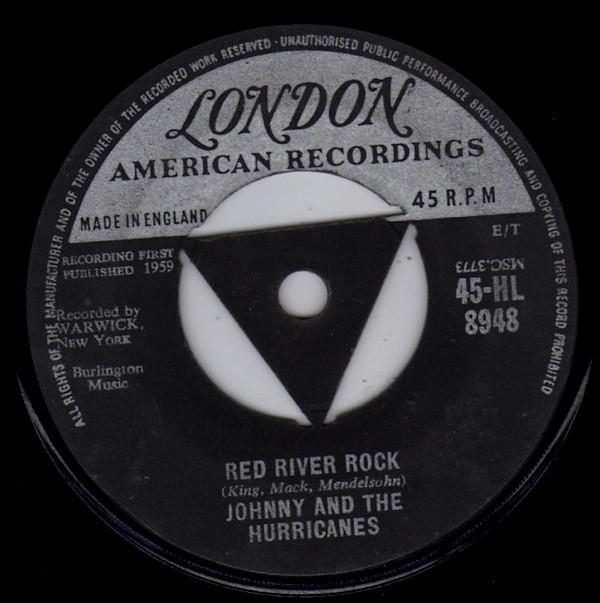 ALL RIGHTS OF THE MANUFACTURER AND OF THE OWNER OF THE RECORDED WORK RESERVED · UNAUTHORISED PUBLIC PERFORMANCE BROADCASTING AND COPYING OF THIS RECORD PROHIBITED
LONDON
AMERICAN RECORDINGS
MADE IN ENGLAND
45 R.P.M
E/T
RECORDING FIRST
PUBLISHED 1959
MSC.3773
45-HL
8948
Recorded by
WARWICK,
NEW YORK
Burlington
Music
RED RIVER ROCK
(King, Mack, Mendelsohn)
JOHNNY AND THE
HURRICANES